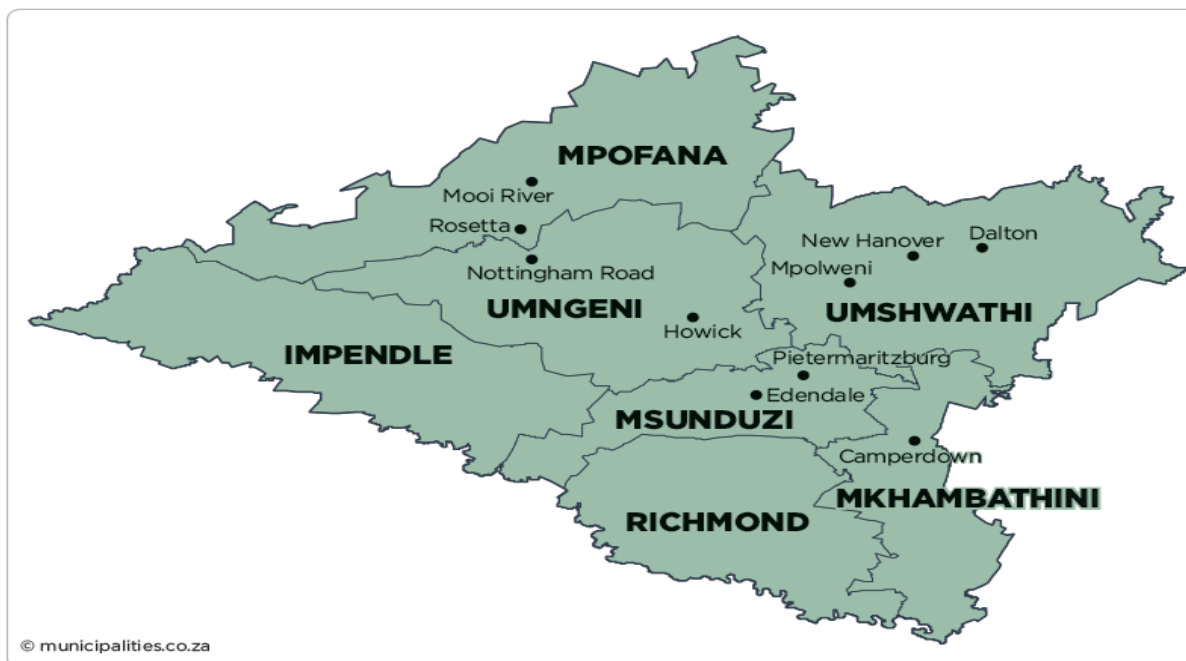 MPOFANA
Mooi River
Rosetta
New Hanover
Dalton
Nottingham Road
Mpolweni
UMNGENI
UMSHWATHI
Howick
IMPENDLE
Pietermaritzburg
Edendale
MSUNDUZI
Camperdown
MKHAMBATHINI
RICHMOND
© municipalities.co.za